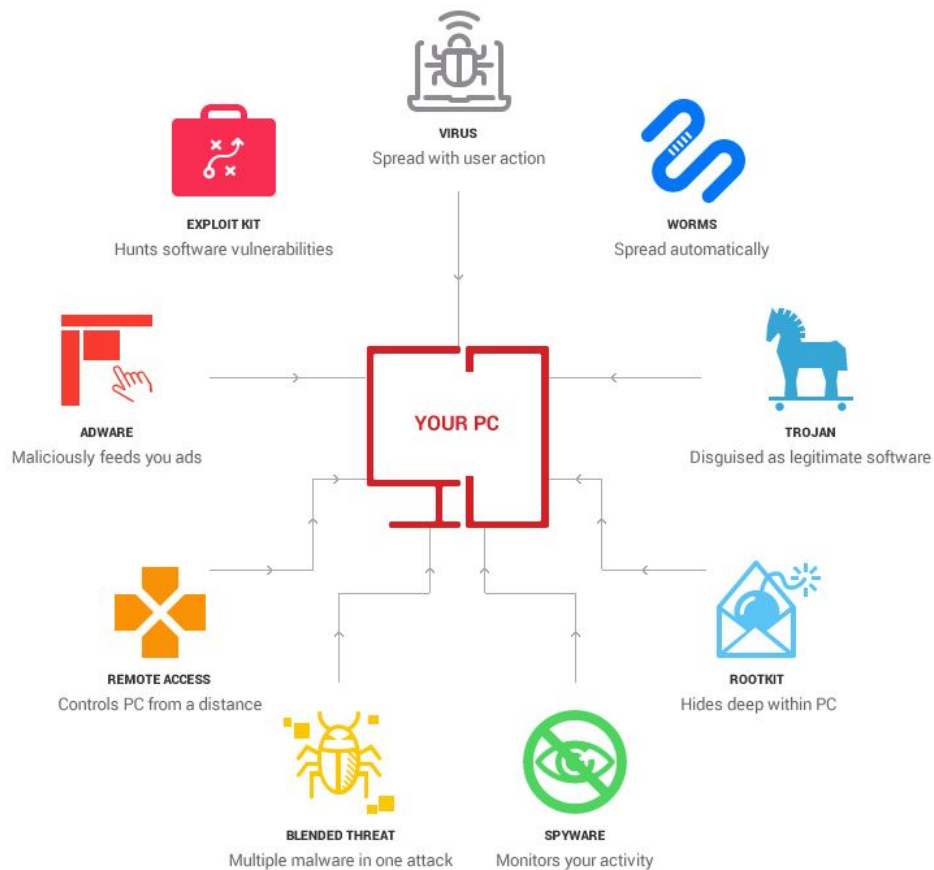 VIRUS
Spread with user action
EXPLOIT KIT
Hunts software vulnerabilities
WORMS
Spread automatically
YOUR PC
ADWARE
Maliciously feeds you ads
TROJAN
Disguised as legitimate software
REMOTE ACCESS
Controls PC from a distance
ROOTKIT
Hides deep within PC
BLENDED THREAT
Multiple malware in one attack
SPYWARE
Monitors your activity